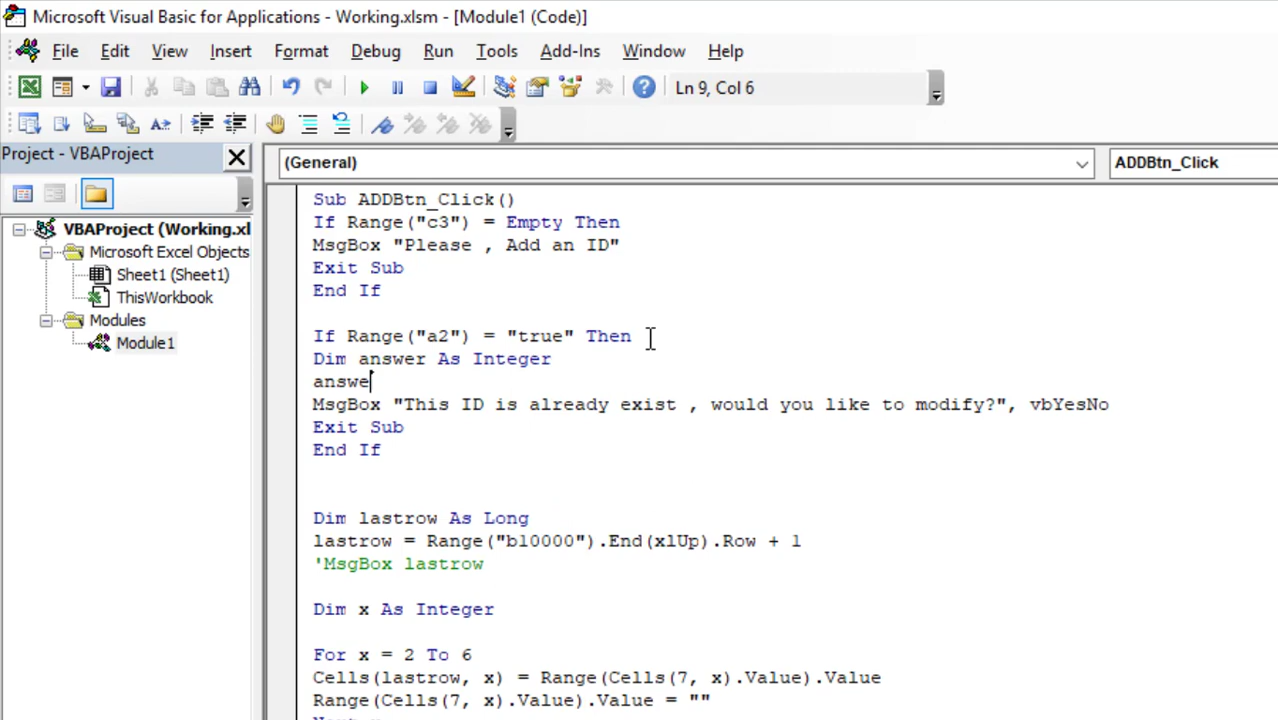 Microsoft Visual Basic for Applications - Working.xlsm - [Module1 (Code)]
File Edit View Insert Format Debug Run Tools Add-Ins Window Help
Ln 9, Col 6
Project - VBAProject
(General) ADDBtn_Click
VBAProject (Working.xl
Microsoft Excel Objects
Sheet1 (Sheet1)
ThisWorkbook
Modules
Module1
Sub ADDBtn_Click()
If Range("c3") = Empty Then
MsgBox "Please , Add an ID"
Exit Sub
End If
If Range("a2") = "true" Then
Dim answer As Integer
answe
MsgBox "This ID is already exist , would you like to modify?", vbYesNo
Exit Sub
End If
Dim lastrow As Long
lastrow = Range("b10000").End(xlUp).Row + 1
'MsgBox lastrow
Dim x As Integer
For x = 2 To 6
Cells(lastrow, x) = Range(Cells(7, x).Value).Value
Range(Cells(7, x).Value).Value = ""
Next x